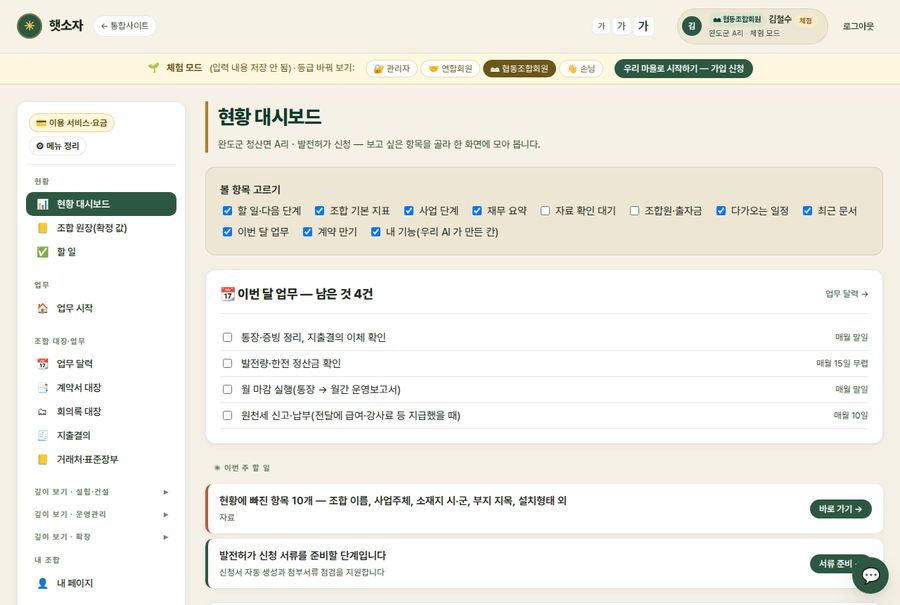 햇소자
← 통합사이트
가 가 가
김
협동조합회원 김철수 체험
완도군 A리 · 체험 모드
로그아웃
체험 모드 (입력 내용 저장 안 됨) · 등급 바꿔 보기:
관리자
연합회원
협동조합회원
손님
우리 마을로 시작하기 — 가입 신청
이용 서비스·요금
메뉴 정리
현황
현황 대시보드
조합 원장(확정 값)
할 일
업무
업무 시작
조합 대장·업무
업무 달력
계약서 대장
회의록 대장
지출결의
거래처·표준장부
깊이 보기 · 설립·건설
깊이 보기 · 운영관리
깊이 보기 · 확장
내 조합
내 페이지
현황 대시보드
완도군 청산면 A리 · 발전허가 신청 — 보고 싶은 항목을 골라 한 화면에 모아 봅니다.
볼 항목 고르기
할 일·다음 단계
조합 기본 지표
사업 단계
재무 요약
자료 확인 대기
조합원·출자금
다가오는 일정
최근 문서
이번 달 업무
계약 만기
내 기능(우리 AI 가 만든 칸)
이번 달 업무 — 남은 것 4건
업무 달력 →
통장·증빙 정리, 지출결의 이체 확인
매월 말일
발전량·한전 정산금 확인
매월 15일 무렵
월 마감 실행(통장 → 월간 운영보고서)
매월 말일
원천세 신고·납부(전달에 급여·강사료 등 지급했을 때)
매월 10일
이번 주 할 일
현황에 빠진 항목 10개 — 조합 이름, 사업주체, 소재지 시·군, 부지 지목, 설치형태 외
자료
바로 가기 →
발전허가 신청 서류를 준비할 단계입니다
신청서 자동 생성과 첨부서류 점검을 지원합니다
서류 준비